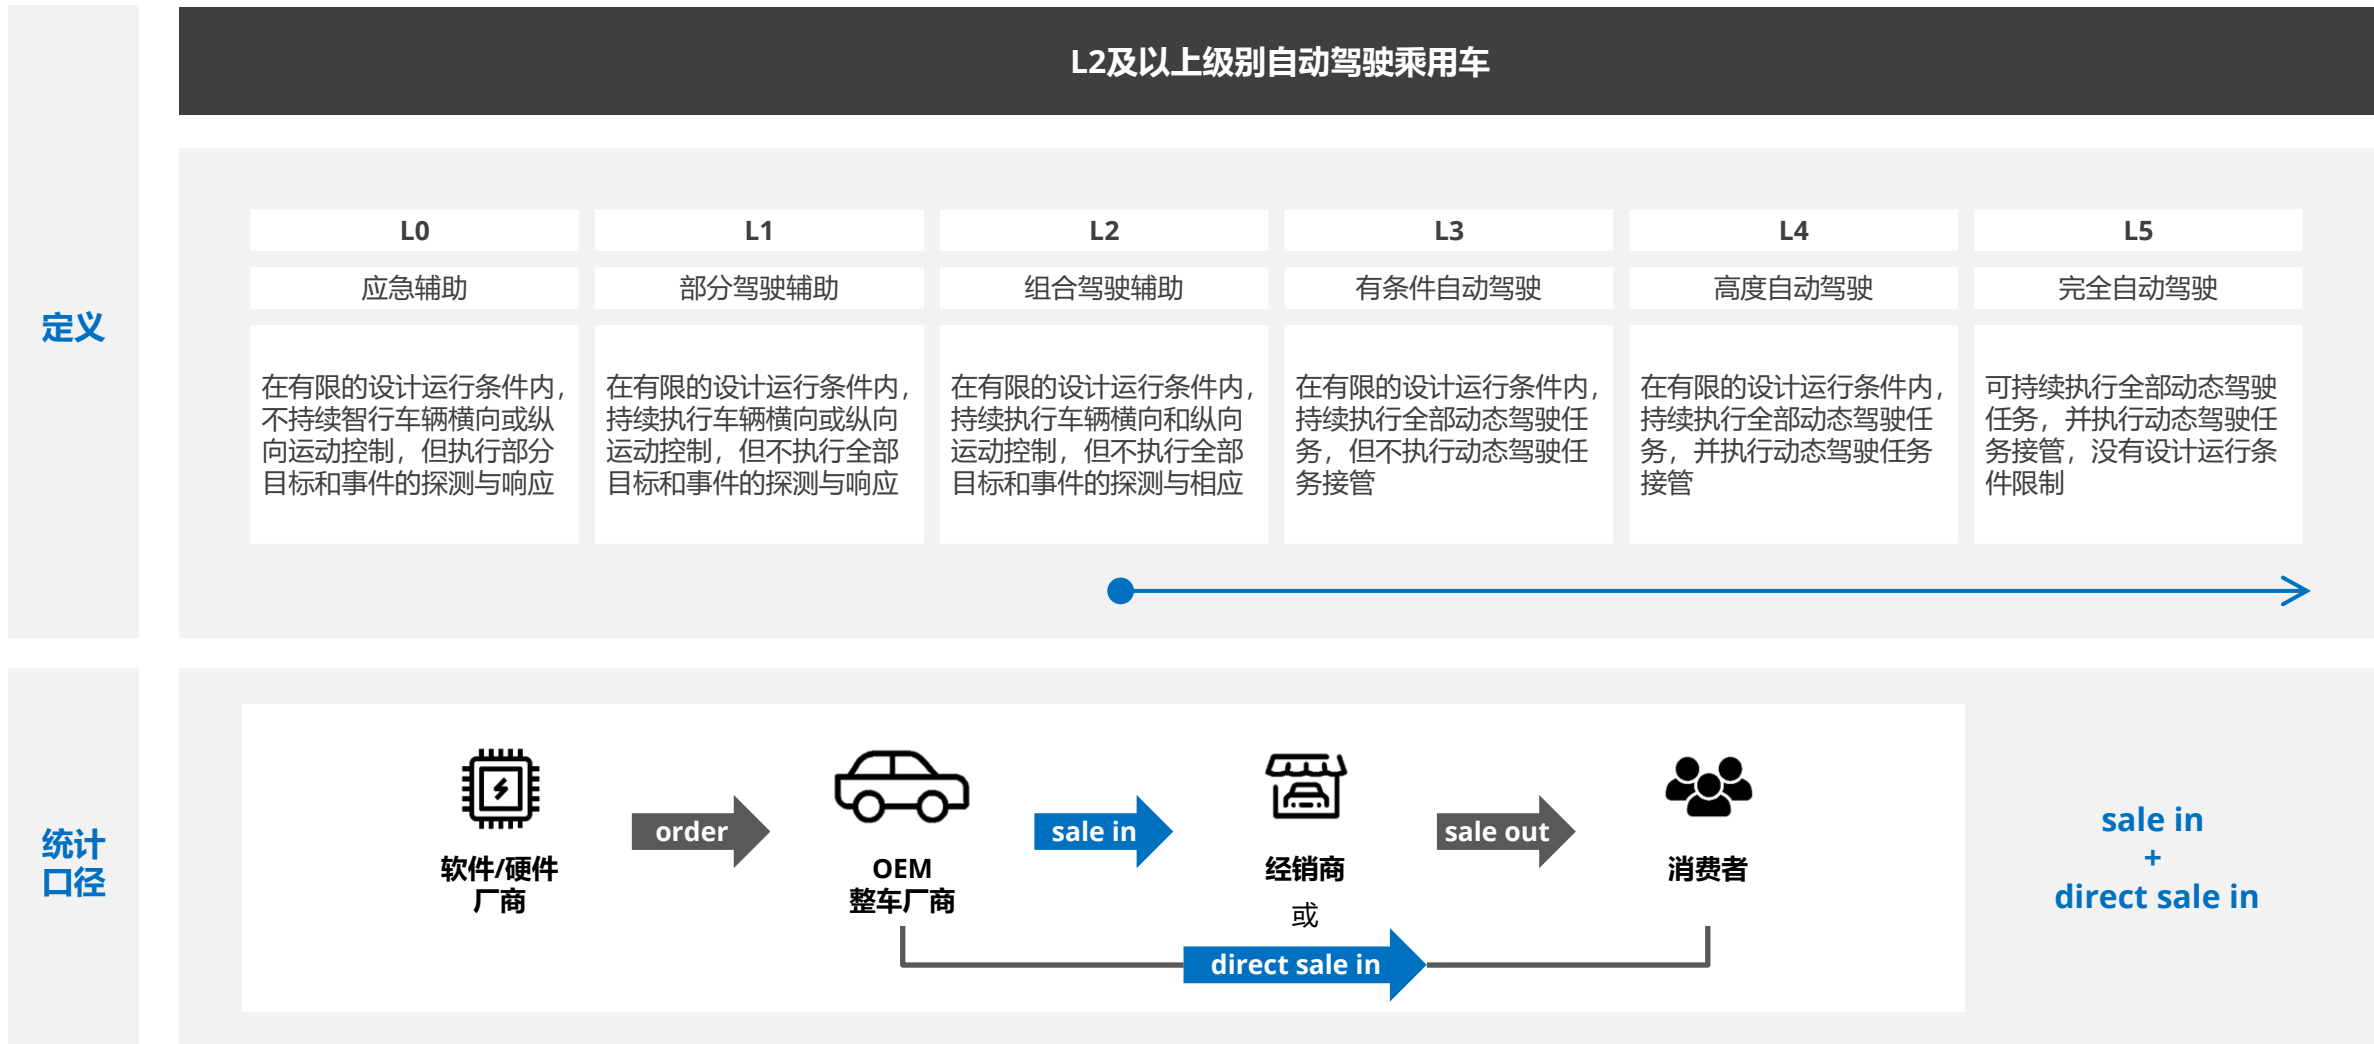 L2及以上级别自动驾驶乘用车
定义
L0
应急辅助
在有限的设计运行条件内，
不持续智行车辆横向或纵
向运动控制，但执行部分
目标和事件的探测与响应
L1
部分驾驶辅助
在有限的设计运行条件内，
持续执行车辆横向或纵向
运动控制，但不执行全部
目标和事件的探测与响应
L2
组合驾驶辅助
在有限的设计运行条件内，
持续执行车辆横向和纵向
运动控制，但不执行全部
目标和事件的探测与相应
L3
有条件自动驾驶
在有限的设计运行条件内，
持续执行全部动态驾驶任
务，但不执行动态驾驶任
务接管
L4
高度自动驾驶
在有限的设计运行条件内，
持续执行全部动态驾驶任
务，并执行动态驾驶任务
接管
L5
完全自动驾驶
可持续执行全部动态驾驶
任务，并执行动态驾驶任
务接管，没有设计运行条
件限制
统计
口径
软件/硬件
厂商
order
OEM
整车厂商
sale in
经销商
或
sale out
消费者
direct sale in
sale in
+
direct sale in